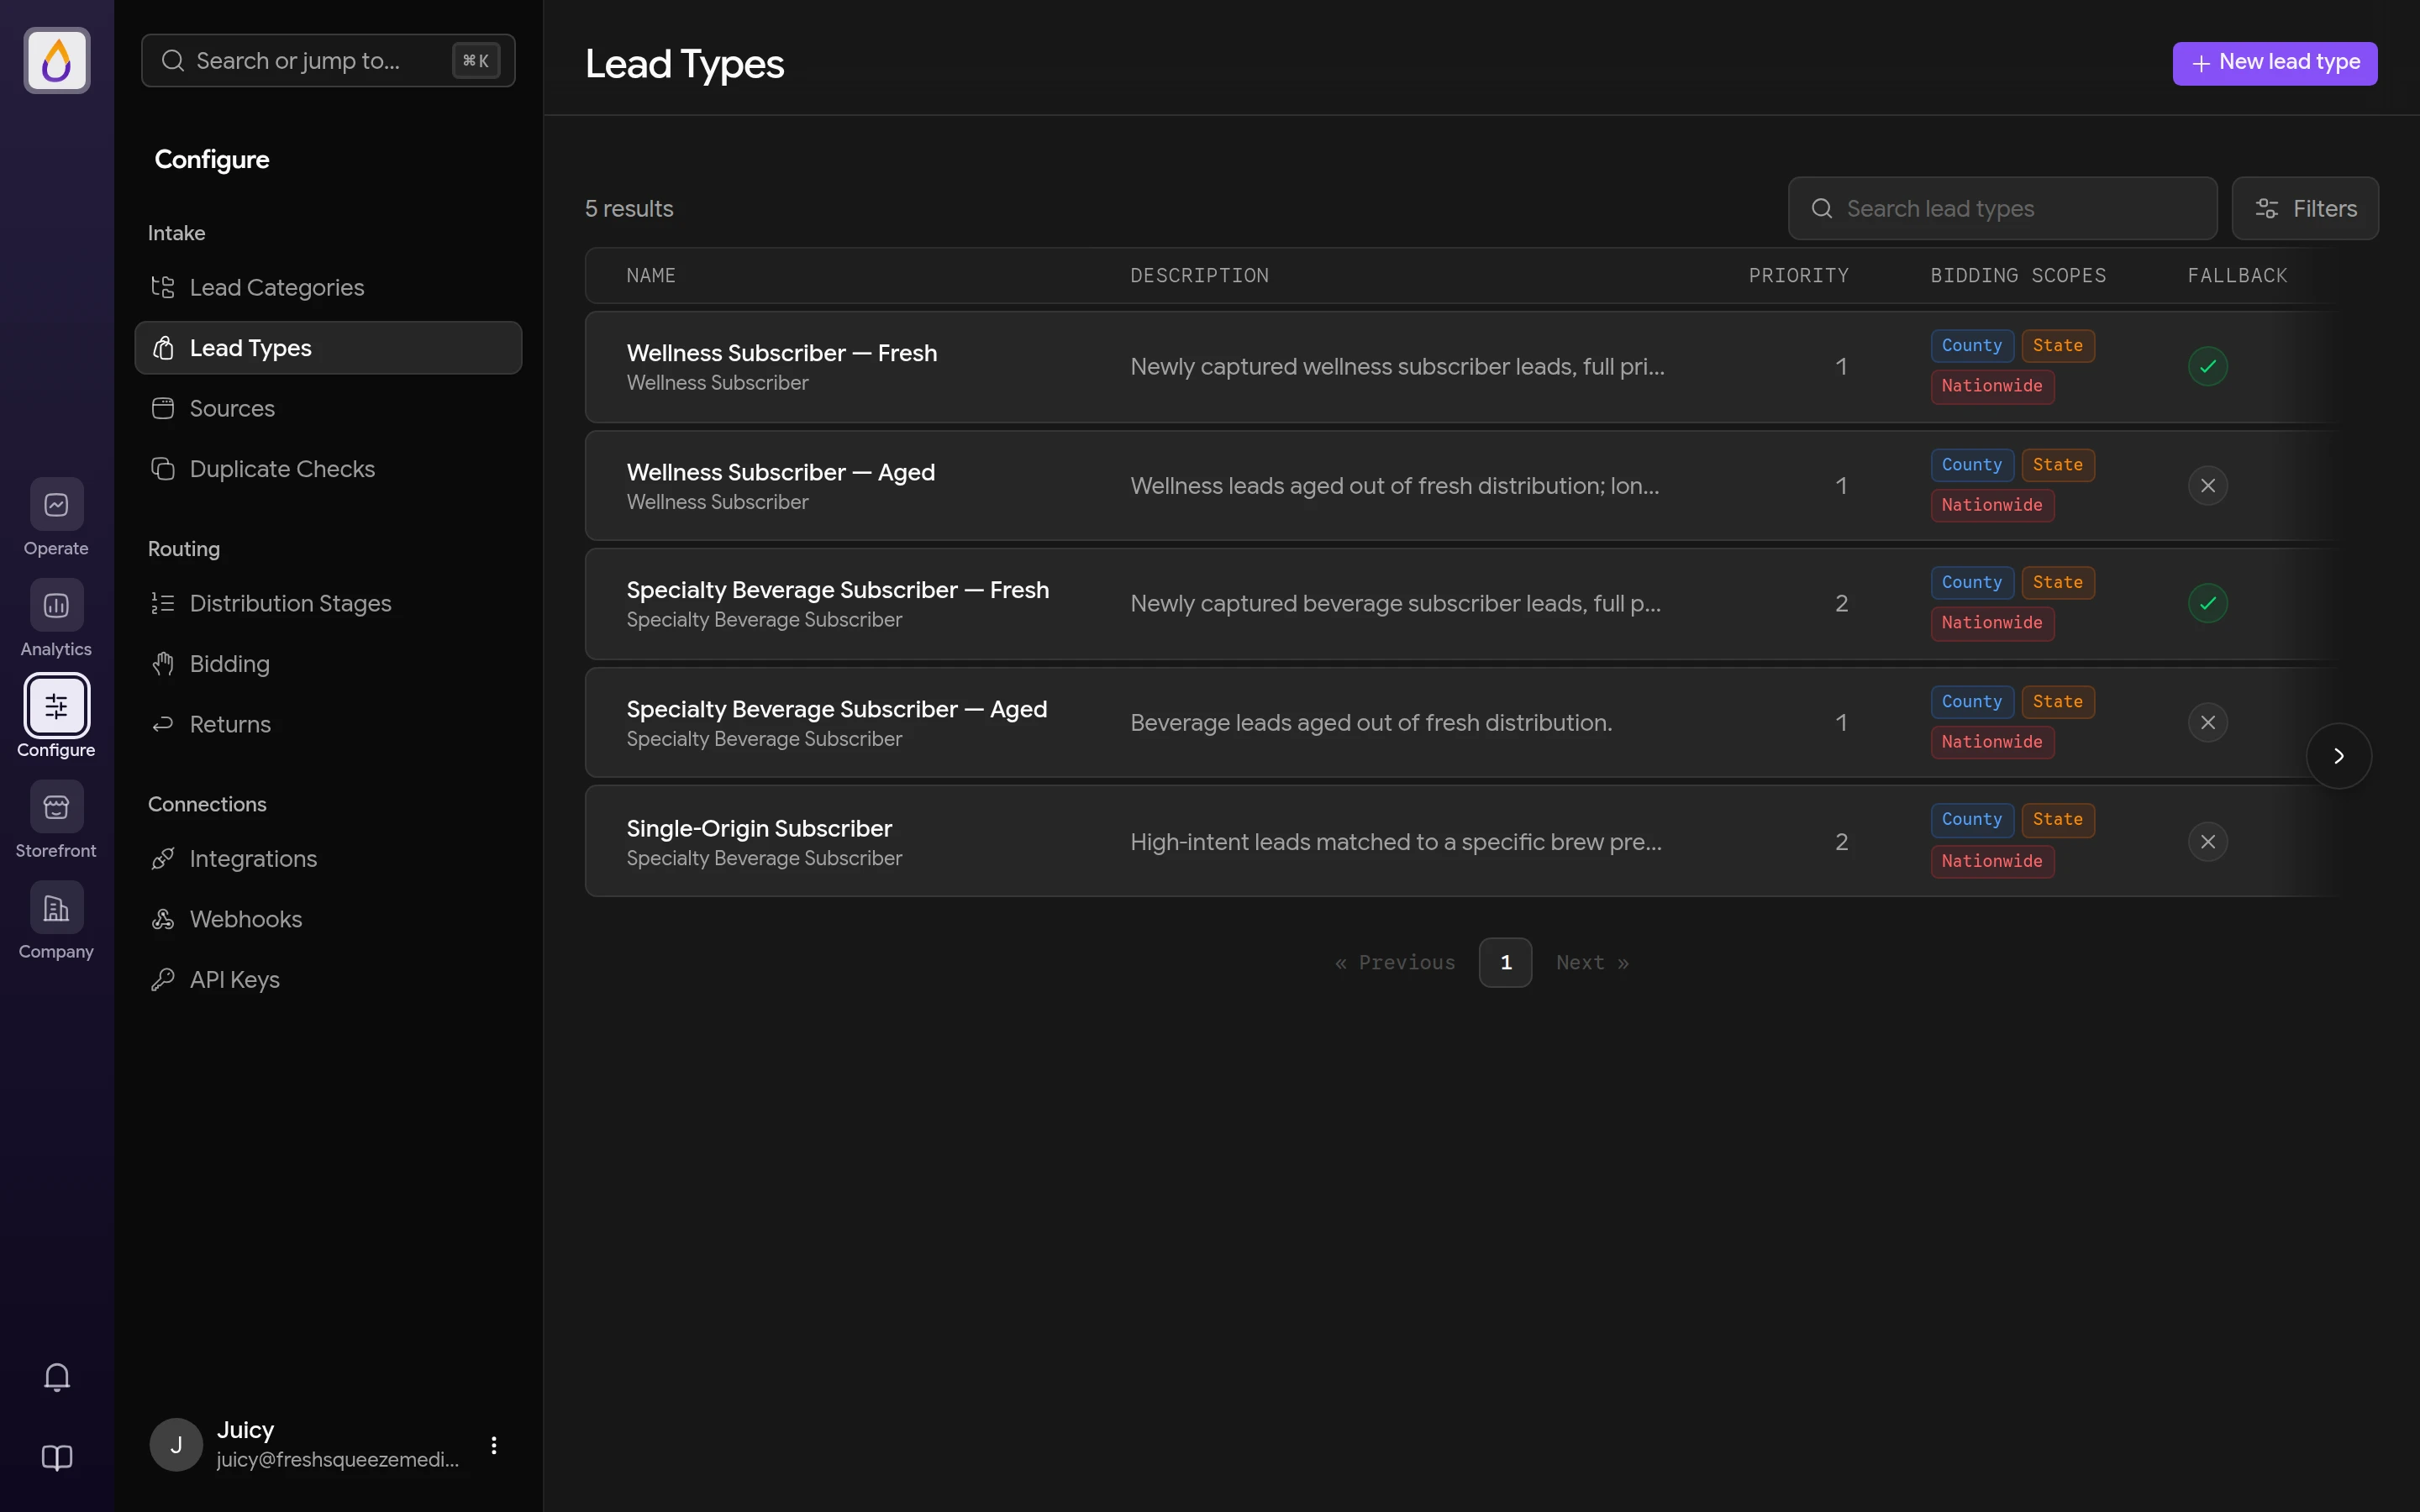 Search or jump to...
⌘K
Configure
Intake
Lead Categories
Lead Types
Sources
Duplicate Checks
Routing
Distribution Stages
Bidding
Returns
Connections
Integrations
Webhooks
API Keys
Operate
Analytics
Configure
Storefront
Company
J
Juicy
juicy@freshsqueezemedi...
Lead Types
+ New lead type
5 results
Search lead types
Filters
NAME DESCRIPTION PRIORITY BIDDING SCOPES FALLBACK
Wellness Subscriber — Fresh
Wellness Subscriber
Newly captured wellness subscriber leads, full pri...
1
County State
Nationwide
Wellness Subscriber — Aged
Wellness Subscriber
Wellness leads aged out of fresh distribution; lon...
1
County State
Nationwide
Specialty Beverage Subscriber — Fresh
Specialty Beverage Subscriber
Newly captured beverage subscriber leads, full p...
2
County State
Nationwide
Specialty Beverage Subscriber — Aged
Specialty Beverage Subscriber
Beverage leads aged out of fresh distribution.
1
County State
Nationwide
Single-Origin Subscriber
Specialty Beverage Subscriber
High-intent leads matched to a specific brew pre...
2
County State
Nationwide
« Previous 1 Next »